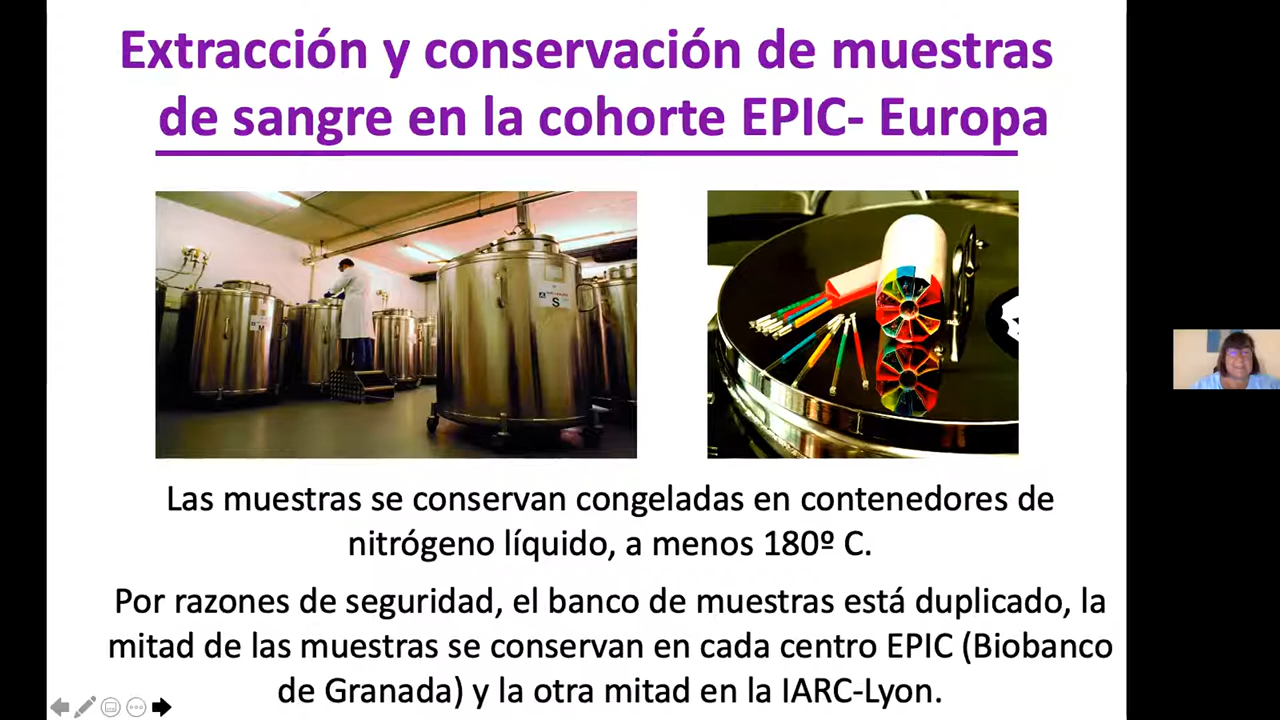 Extracción y conservación de muestras
de sangre en la cohorte EPIC- Europa
S
Las muestras se conservan congeladas en contenedores de
nitrógeno líquido, a menos 180º C.
Por razones de seguridad, el banco de muestras está duplicado, la
mitad de las muestras se conservan en cada centro EPIC (Biobanco
de Granada) y la otra mitad en la IARC-Lyon.